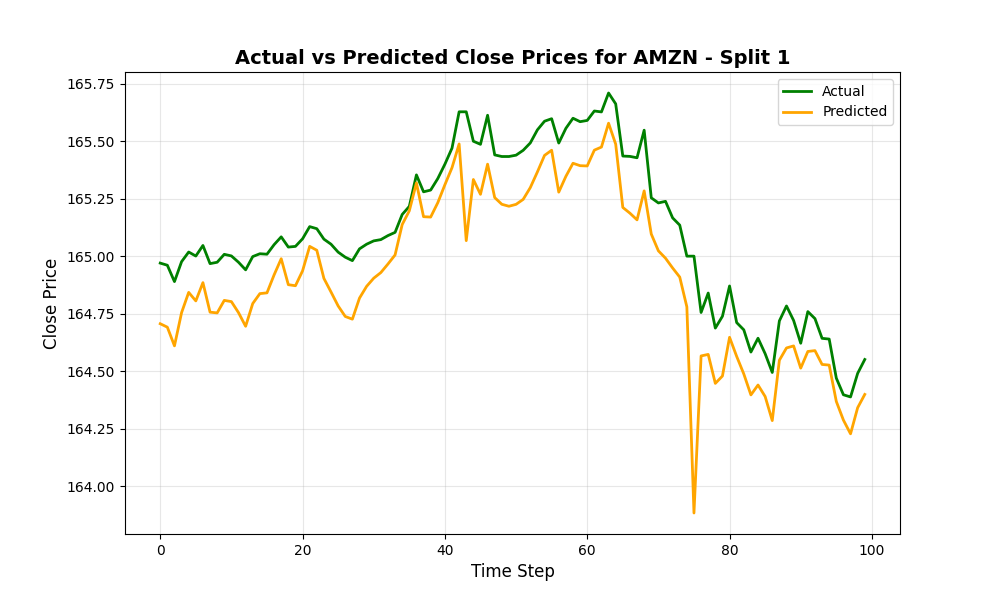 Actual vs Predicted Close Prices for AMZN - Split 1
Actual
Predicted
Close Price
165.75
165.50
165.25
165.00
164.75
164.50
164.25
164.00
0 20 40 60 80 100
Time Step